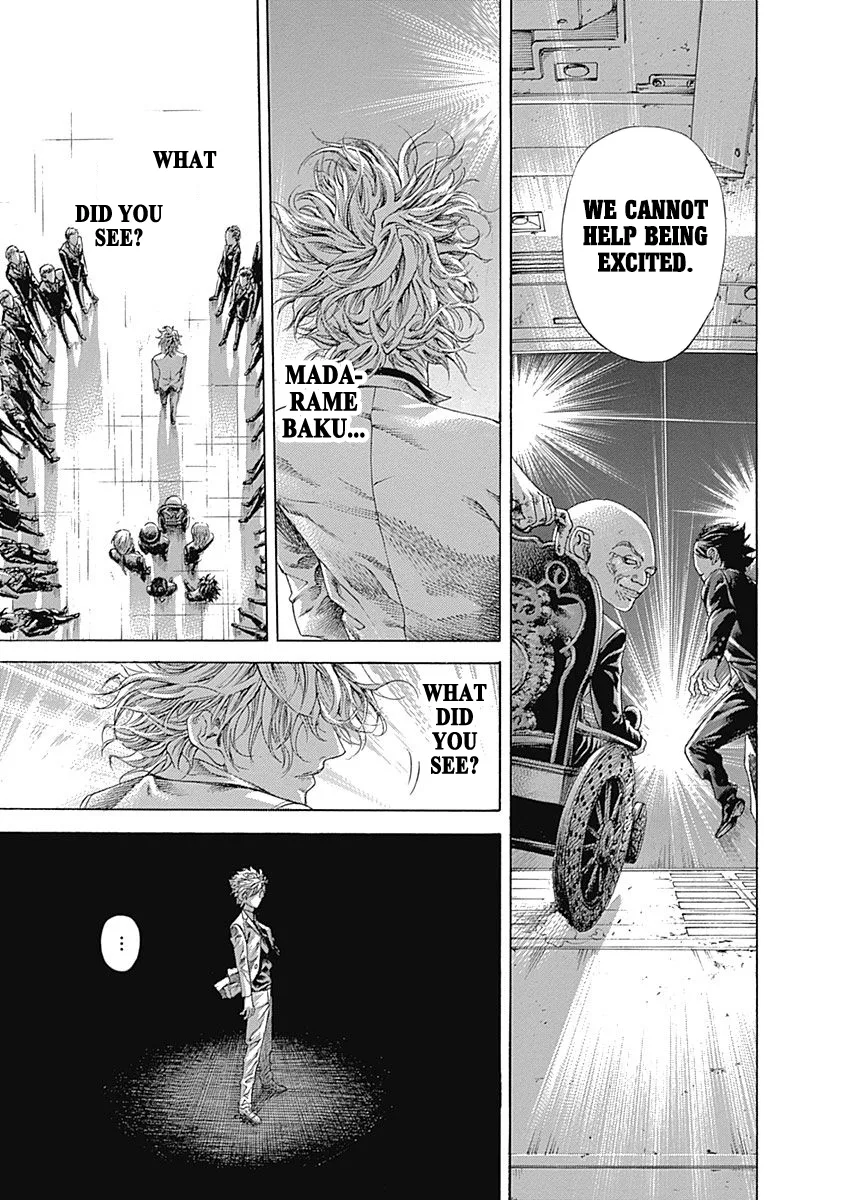 WE CANNOT
HELP BEING
EXCITED.
MADA-
RAME
BAKU...
WHAT
DID YOU
SEE?
WHAT
DID
YOU
SEE?
...